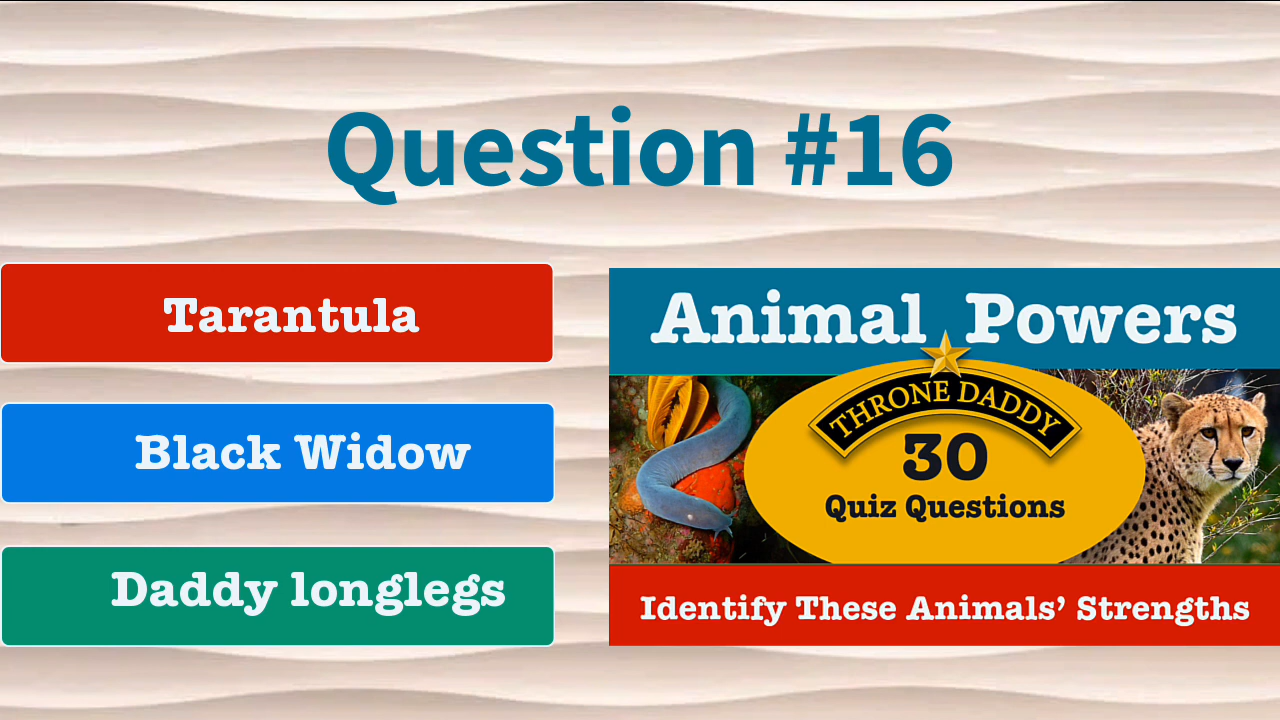 Question #16
Tarantula
Black Widow
Daddy longlegs
Animal Powers
THRONE DADDY
30
Quiz Questions
Identify These Animals’ Strengths